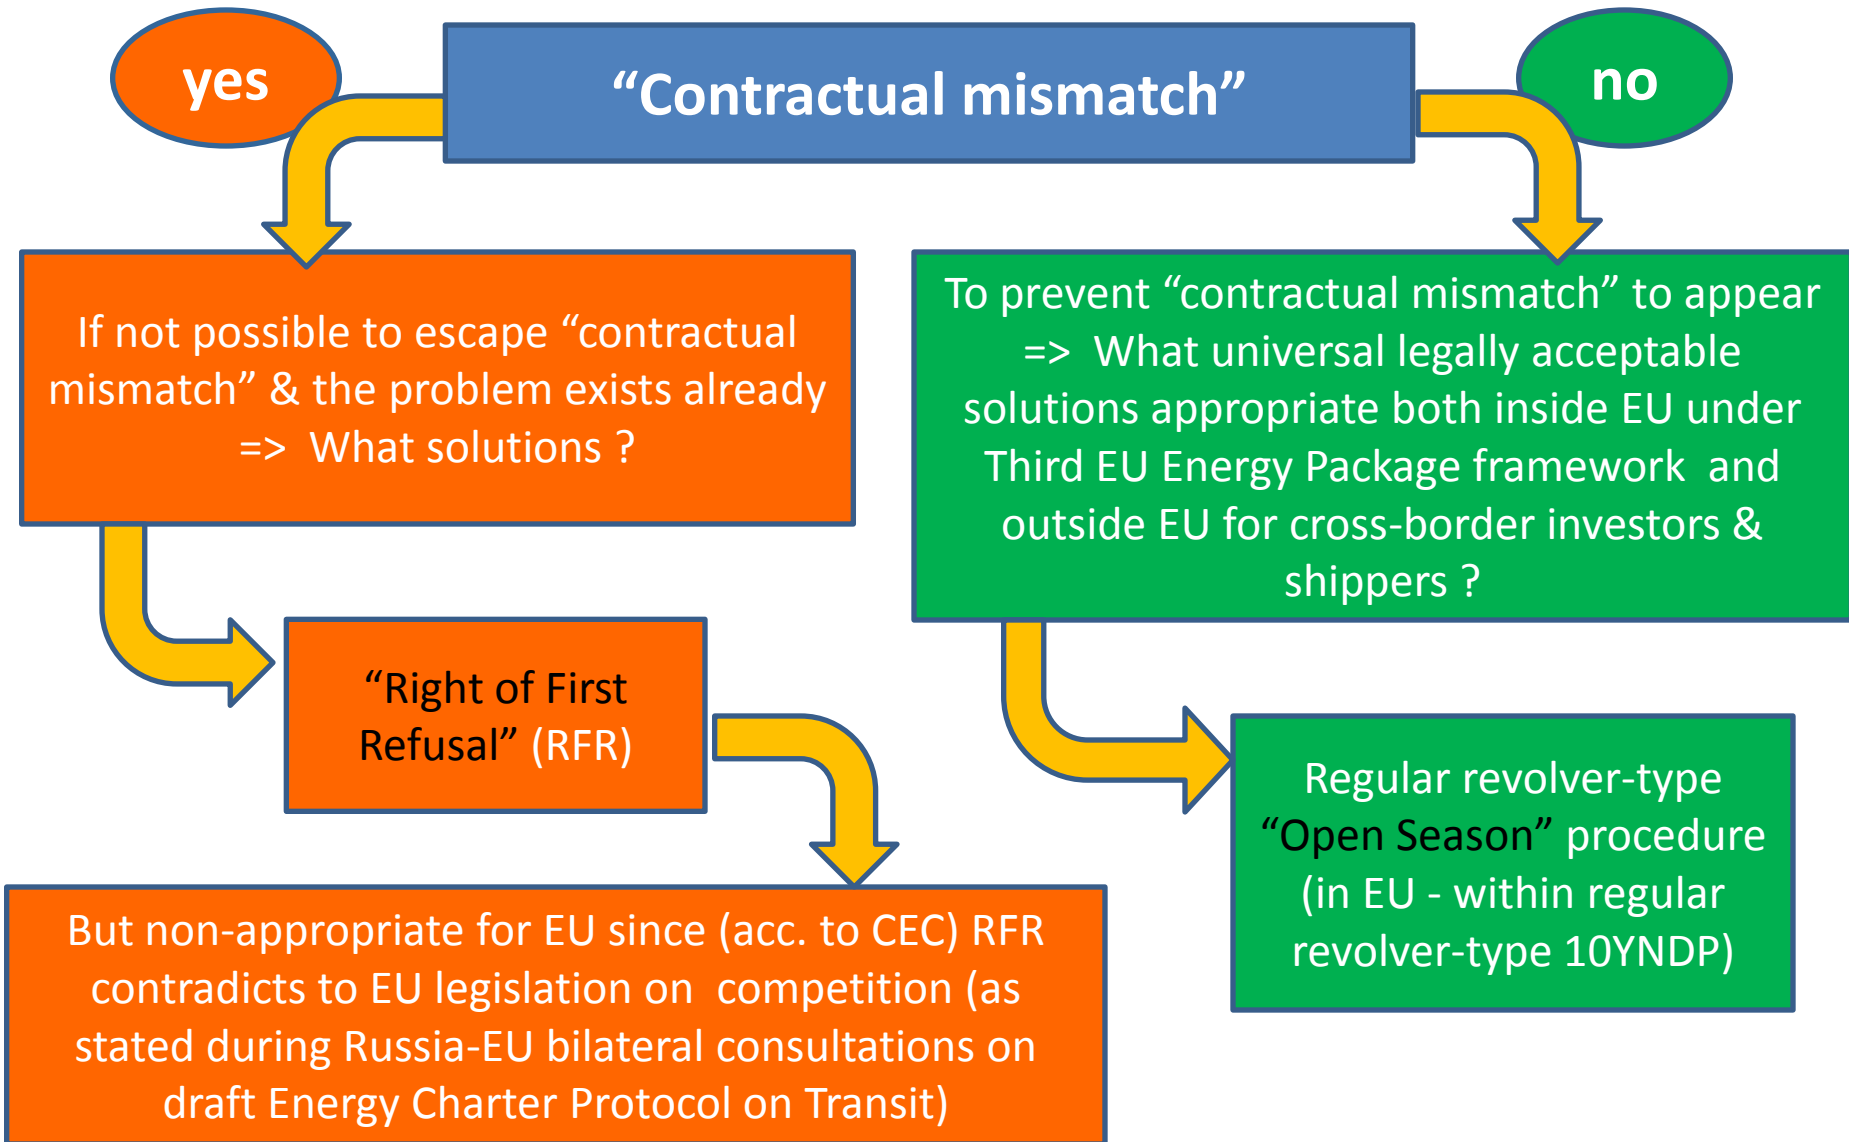 yes
“Contractual mismatch”
no
If not possible to escape “contractual
mismatch” & the problem exists already
=> What solutions ?
To prevent “contractual mismatch” to appear
=> What universal legally acceptable
solutions appropriate both inside EU under
Third EU Energy Package framework and
outside EU for cross-border investors &
shippers ?
“Right of First
Refusal” (RFR)
Regular revolver-type
“Open Season” procedure
(in EU - within regular
revolver-type 10YNDP)
But non-appropriate for EU since (acc. to CEC) RFR
contradicts to EU legislation on competition (as
stated during Russia-EU bilateral consultations on
draft Energy Charter Protocol on Transit)